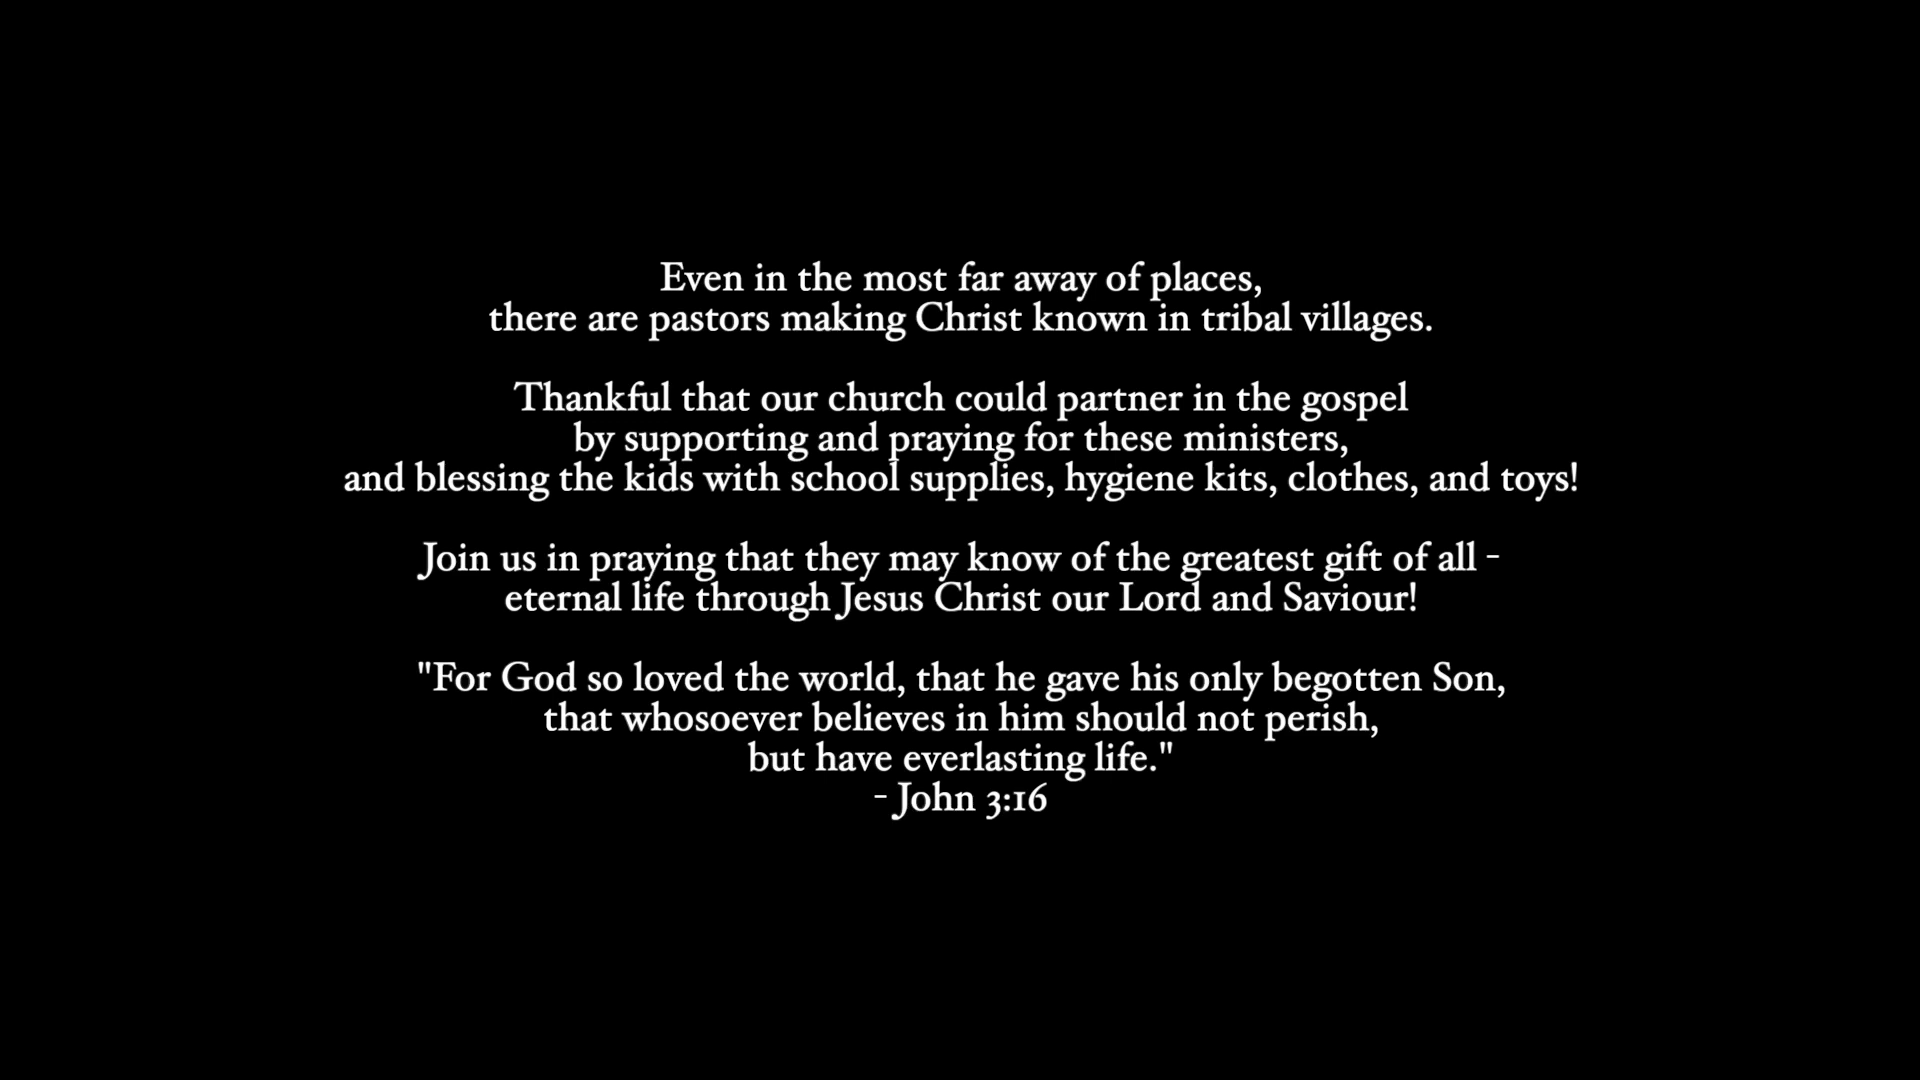 Even in the most far away of places,
there are pastors making Christ known in tribal villages.
Thankful that our church could partner in the gospel
by supporting and praying for these ministers,
and blessing the kids with school supplies, hygiene kits, clothes, and toys!
Join us in praying that they may know of the greatest gift of all -
eternal life through Jesus Christ our Lord and Saviour!
"For God so loved the world, that he gave his only begotten Son,
that whosoever believes in him should not perish,
but have everlasting life."
- John 3:16